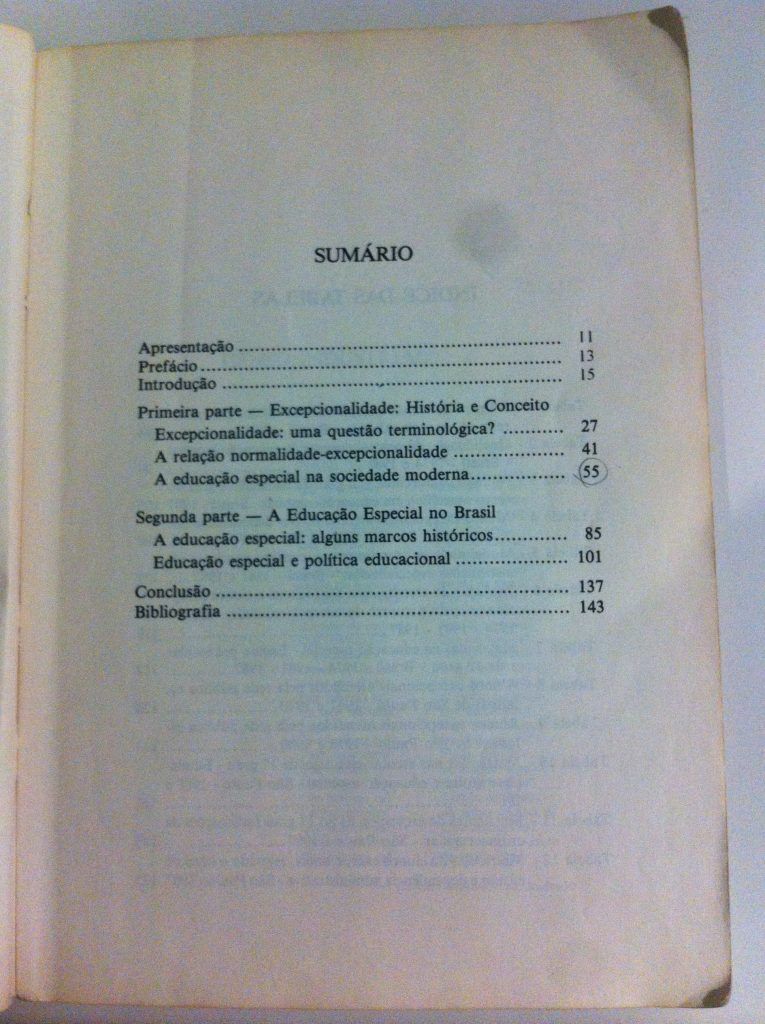 SUMÁRIO
Apresentação .......................................................... 11
Prefácio ................................................................ 13
Introdução ............................................................. 15
Primeira parte — Excepcionalidade: História e Conceito
Excepcionalidade: uma questão terminológica? ........... 27
A relação normalidade-excepcionalidade .................... 41
A educação especial na sociedade moderna ................. 55
Segunda parte — A Educação Especial no Brasil
A educação especial: alguns marcos históricos ............. 85
Educação especial e política educacional .................... 101
Conclusão .............................................................. 137
Bibliografia ............................................................ 143